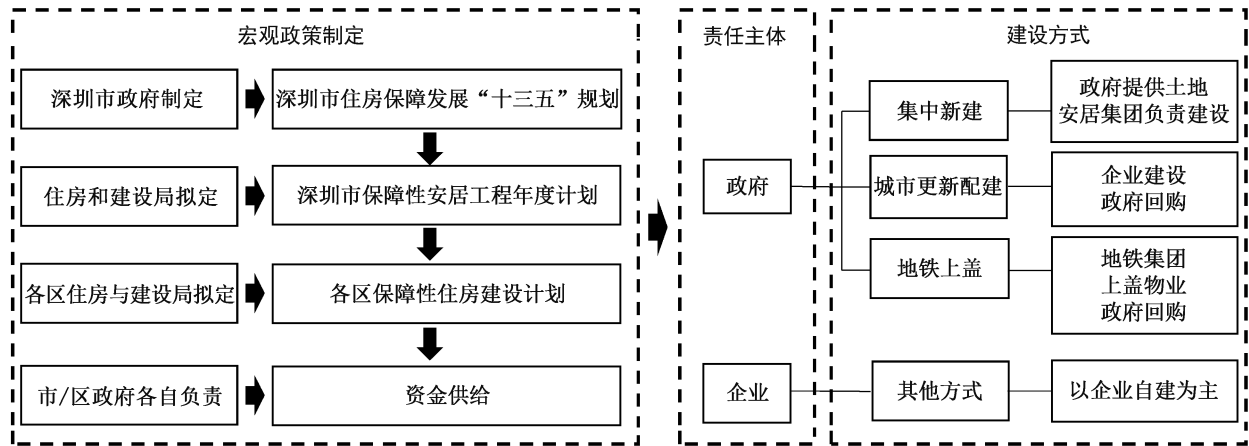 宏观政策制定
深圳市政府制定
深圳市住房保障发展“十三五”规划
住房和建设局拟定
深圳市保障性安居工程年度计划
各区住房与建设局拟定
各区保障性住房建设计划
市/区政府各自负责
资金供给
责任主体
政府
企业
建设方式
集中新建
政府提供土地
安居集团负责建设
城市更新配建
企业建设
政府回购
地铁上盖
地铁集团
上盖物业
政府回购
其他方式
以企业自建为主